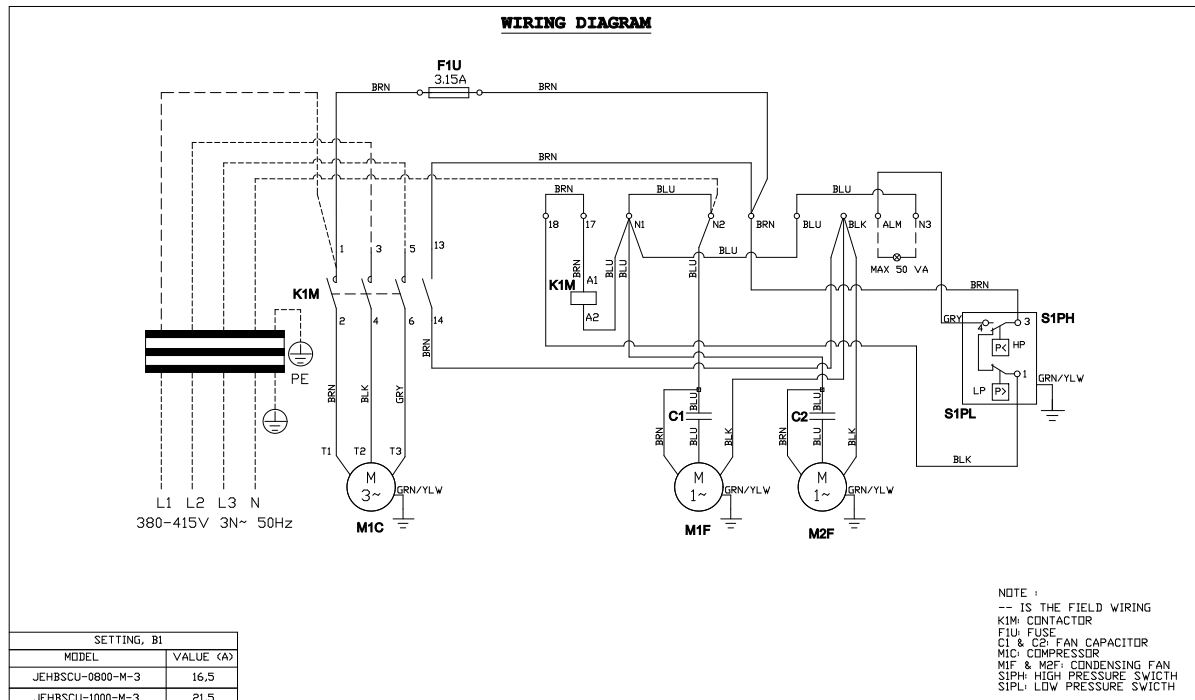 WIRING DIAGRAM
F1U
3.15A
BRN BRN
BRN
BRN BLU BLU
18 17 N1 N2 BRN BLU BLK ALM N3
1 3 5 13
BLU
MAX 50 VA
BRN BLU BLU BLU
K1M A1
K1M
A2
BRN
2 4 6 14
GRY 4 3 S1PH
P< HP
BRN
PE
LP P> 1 GRN/YLW
S1PL
BRN BLK GRY
C1 BLU C2 BLU
BRN BLU BLK BRN BLU BLK
BLK
T1 T2 T3
M
3~
GRN/YLW
M
1~
GRN/YLW
M
1~
GRN/YLW
L1 L2 L3 N
380-415V 3N~ 50Hz
M1C M1F M2F
NOTE :
-- IS THE FIELD WIRING
K1M: CONTACTOR
F1U: FUSE
C1 & C2: FAN CAPACITOR
M1C: COMPRESSOR
M1F & M2F: CONDENSING FAN
S1PH: HIGH PRESSURE SWICTH
S1PL: LOW PRESSURE SWICTH
SETTING, B1
MODEL VALUE (A)
JEHBSCU-0800-M-3 16,5
JEHBSCU-1000-M-3 21,5